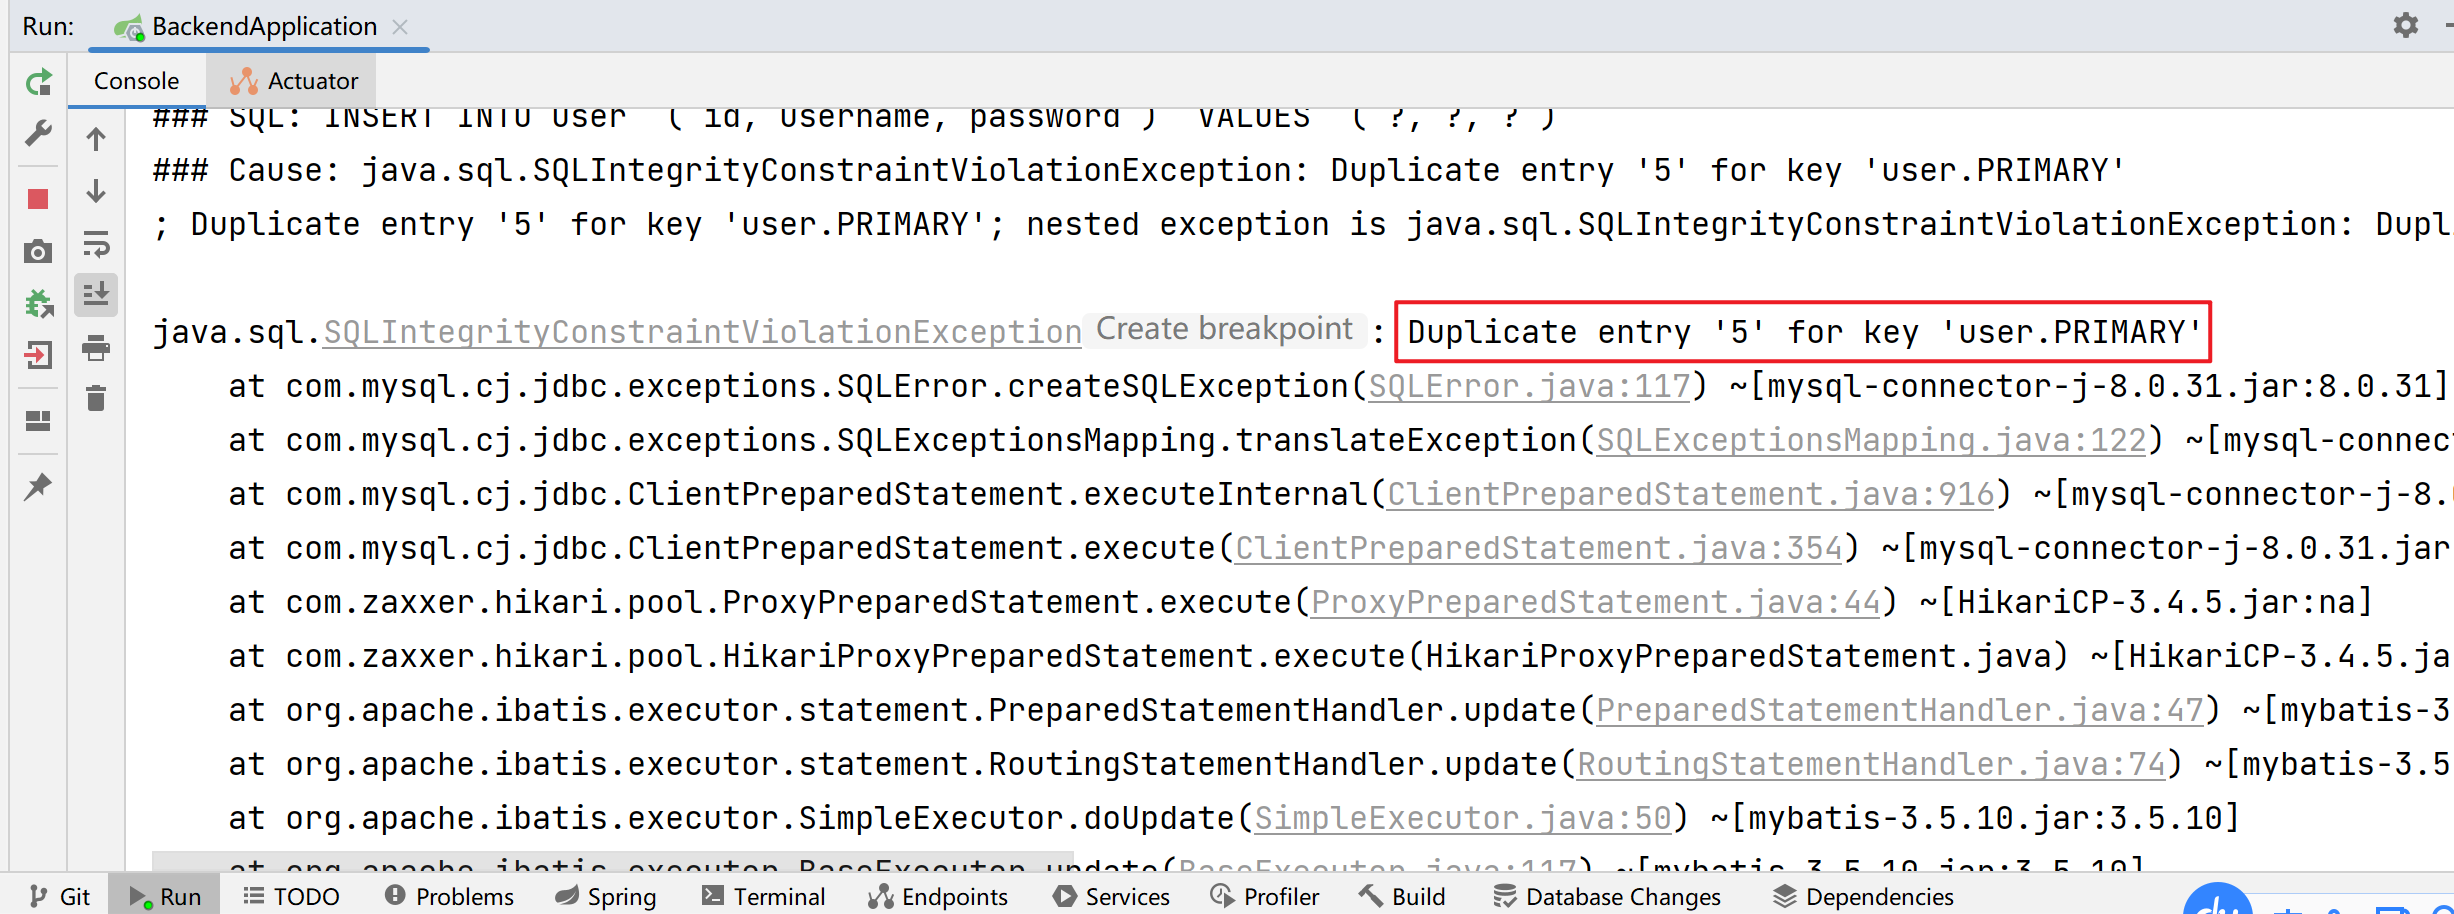 Run: BackendApplication
Console Actuator
### SQL: INSERT INTO user ( id, username, password ) VALUES ( ?, ?, ? )
### Cause: java.sql.SQLIntegrityConstraintViolationException: Duplicate entry '5' for key 'user.PRIMARY'
; Duplicate entry '5' for key 'user.PRIMARY'; nested exception is java.sql.SQLIntegrityConstraintViolationException: Dupl
java.sql.SQLIntegrityConstraintViolationException Create breakpoint : Duplicate entry '5' for key 'user.PRIMARY'
at com.mysql.cj.jdbc.exceptions.SQLError.createSQLException(SQLError.java:117) ~[mysql-connector-j-8.0.31.jar:8.0.31]
at com.mysql.cj.jdbc.exceptions.SQLExceptionsMapping.translateException(SQLExceptionsMapping.java:122) ~[mysql-connec
at com.mysql.cj.jdbc.ClientPreparedStatement.executeInternal(ClientPreparedStatement.java:916) ~[mysql-connector-j-8.
at com.mysql.cj.jdbc.ClientPreparedStatement.execute(ClientPreparedStatement.java:354) ~[mysql-connector-j-8.0.31.jar
at com.zaxxer.hikari.pool.ProxyPreparedStatement.execute(ProxyPreparedStatement.java:44) ~[HikariCP-3.4.5.jar:na]
at com.zaxxer.hikari.pool.HikariProxyPreparedStatement.execute(HikariProxyPreparedStatement.java) ~[HikariCP-3.4.5.ja
at org.apache.ibatis.executor.statement.PreparedStatementHandler.update(PreparedStatementHandler.java:47) ~[mybatis-3
at org.apache.ibatis.executor.statement.RoutingStatementHandler.update(RoutingStatementHandler.java:74) ~[mybatis-3.5
at org.apache.ibatis.executor.SimpleExecutor.doUpdate(SimpleExecutor.java:50) ~[mybatis-3.5.10.jar:3.5.10]
at org.apache.ibatis.executor.BaseExecutor.update(BaseExecutor.java:117) ~[mybatis-3.5.10.jar:3.5.10]
Git Run TODO Problems Spring Terminal Endpoints Services Profiler Build Database Changes Dependencies